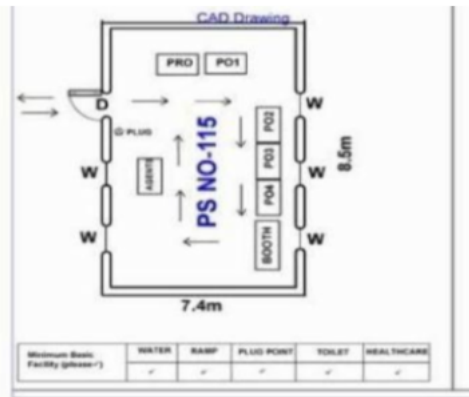 CAD Drawing
PRO PO1
D
W
PO2
PLUG
PS NO-115
8.5m
PO3
W
AGENTS
W
PO4
W
BOOTH
W
7.4m
Minimum Basic Facility (please✓) WATER RAMP PLUG POINT TOILET HEALTHCARE
✓ ✓ ✓ ✓ ✓